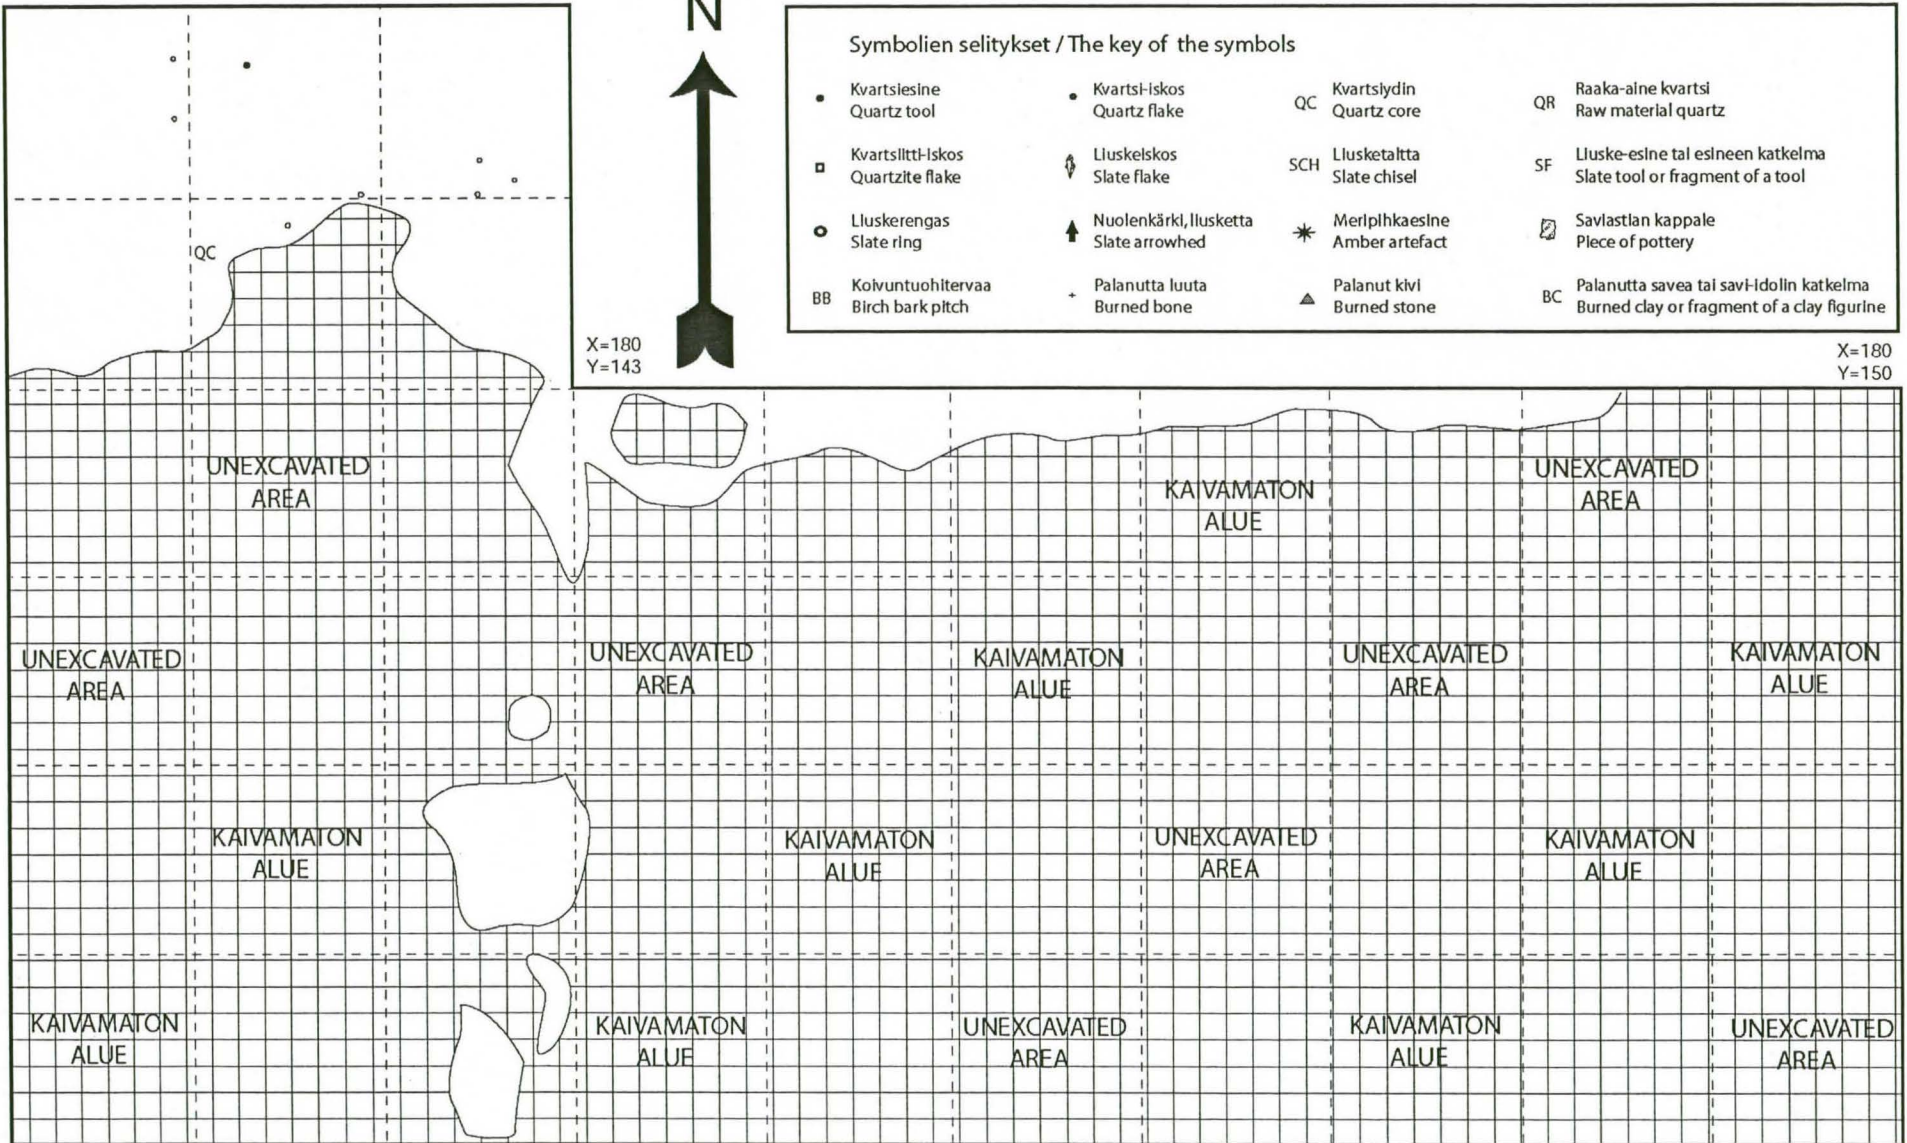 N
Symbolien selitykset / The key of the symbols
Kvartsiesine
Quartz tool
Kvartsi-iskos
Quartz flake
QC
Kvartsiydin
Quartz core
QR
Raaka-aine kvartsi
Raw material quartz
Kvartsiitti-iskos
Quartzite flake
Liuskeiskos
Slate flake
SCH
Liusketaltta
Slate chisel
SF
Liuske-esine tai esineen katkelma
Slate tool or fragment of a tool
Liuskerengas
Slate ring
Nuolenkärki, liusketta
Slate arrowhed
Meripihkaesine
Amber artefact
Saviastian kappale
Piece of pottery
BB
Koivuntuohitervaa
Birch bark pitch
Palanutta luuta
Burned bone
Palanut kivi
Burned stone
BC
Palanutta savea tai savi-idolin katkelma
Burned clay or fragment of a clay figurine
QC
X=180
Y=143
X=180
Y=150
UNEXCAVATED
AREA
KAIVAMATON
ALUE
UNEXCAVATED
AREA
UNEXCAVATED
AREA
UNEXCAVATED
AREA
KAIVAMATON
ALUE
UNEXCAVATED
AREA
KAIVAMATON
ALUE
KAIVAMATON
ALUE
KAIVAMATON
ALUE
UNEXCAVATED
AREA
KAIVAMATON
ALUE
KAIVAMATON
ALUE
KAIVAMATON
ALUE
UNEXCAVATED
AREA
KAIVAMATON
ALUE
UNEXCAVATED
AREA